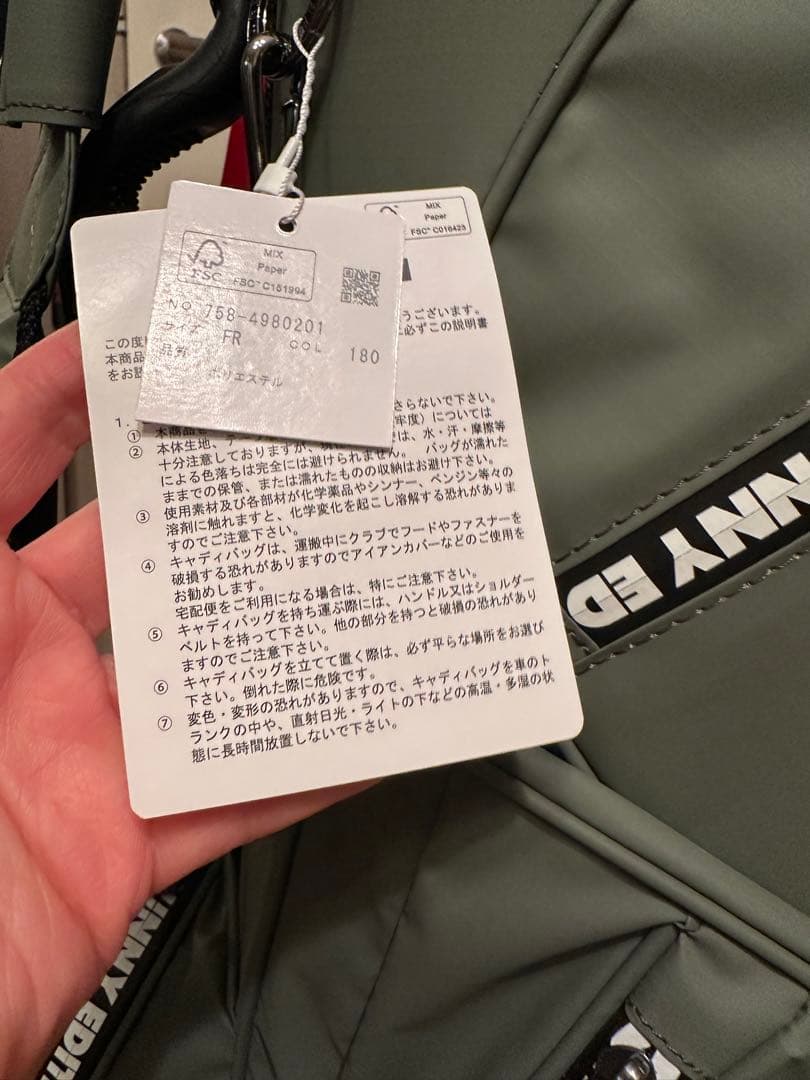 MIX
Paper
FSC™ C016423
MIX
Paper
FSC
FSC™ C151994
NO 758-4980201
サイズ FR COL 180
品質
ポリエステル
うございます。
この度
に必ずこの説明書
本商品
をお読
さらないで下さい。
1.
牢度）については
① 本商品
は、水・汗・摩擦等
② 本体生地、
十分注意しておりますが、 バッグが濡れた
による色落ちは完全には避けられません。
ままでの保管、または濡れたものの収納はお避け下さい。
③ 使用素材及び各部材が化学薬品やシンナー、ベンジン等々の
溶剤に触れますと、化学変化を起こし溶解する恐れがありま
すのでご注意下さい。
④ キャディバッグは、運搬中にクラブでフードやファスナーを
破損する恐れがありますのでアイアンカバーなどのご使用を
お勧めします。
宅配便をご利用になる場合は、特にご注意下さい。
⑤ キャディバッグを持ち運ぶ際には、ハンドル又はショルダー
ベルトを持って下さい。他の部分を持つと破損の恐れがあり
ますのでご注意下さい。
⑥ キャディバッグを立てて置く際は、必ず平らな場所をお選び
下さい。倒れた際に危険です。
⑦ 変色・変形の恐れがありますので、キャディバッグを車のト
ランクの中や、直射日光・ライトの下などの高温・多湿の状
態に長時間放置しないで下さい。
NNY ED
UNNY EDIT